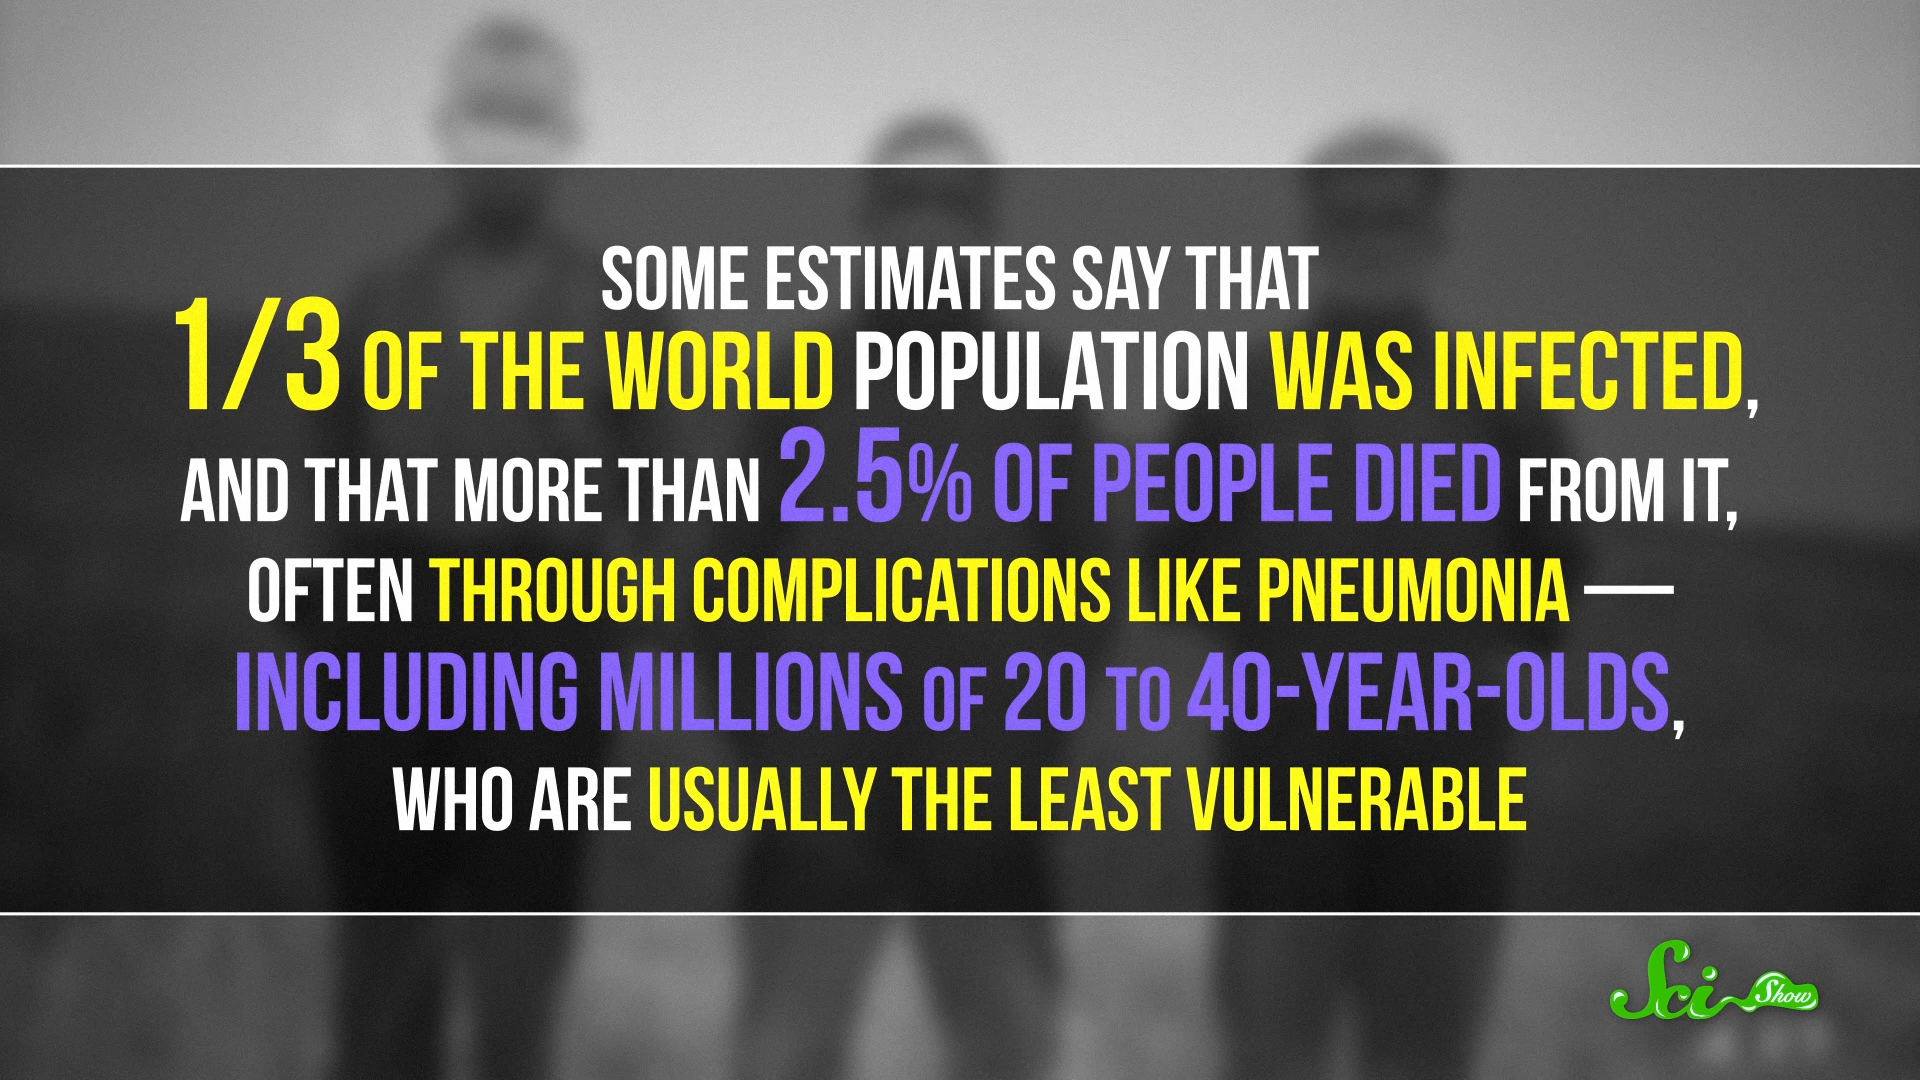 SOME ESTIMATES SAY THAT
1/3 OF THE WORLD POPULATION WAS INFECTED,
AND THAT MORE THAN 2.5% OF PEOPLE DIED FROM IT,
OFTEN THROUGH COMPLICATIONS LIKE PNEUMONIA —
INCLUDING MILLIONS OF 20 TO 40-YEAR-OLDS,
WHO ARE USUALLY THE LEAST VULNERABLE
Sci Show